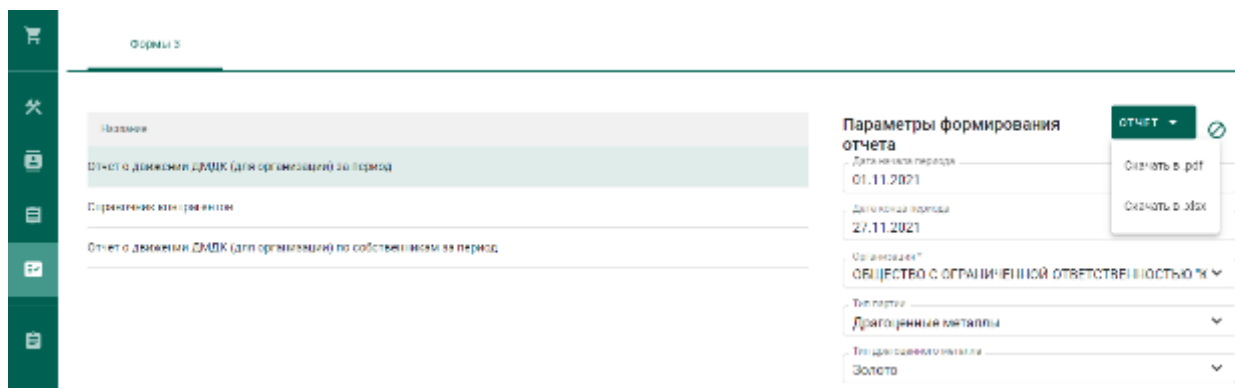 Формы 3
Название
Отчет о движении ДМДК (для организации) за период
Справочник контрагентов
Отчет о движении ДМДК (для организации) по собственникам за период
Параметры формирования
отчета
ОТЧЕТ
Скачать в .pdf
Скачать в .xlsx
Дата начала периода
01.11.2021
Дата конца периода
27.11.2021
Организация *
ОБЩЕСТВО С ОГРАНИЧЕННОЙ ОТВЕТСТВЕННОСТЬЮ "К
Тип партии
Драгоценные металлы
Тип драгоценного металла
Золото